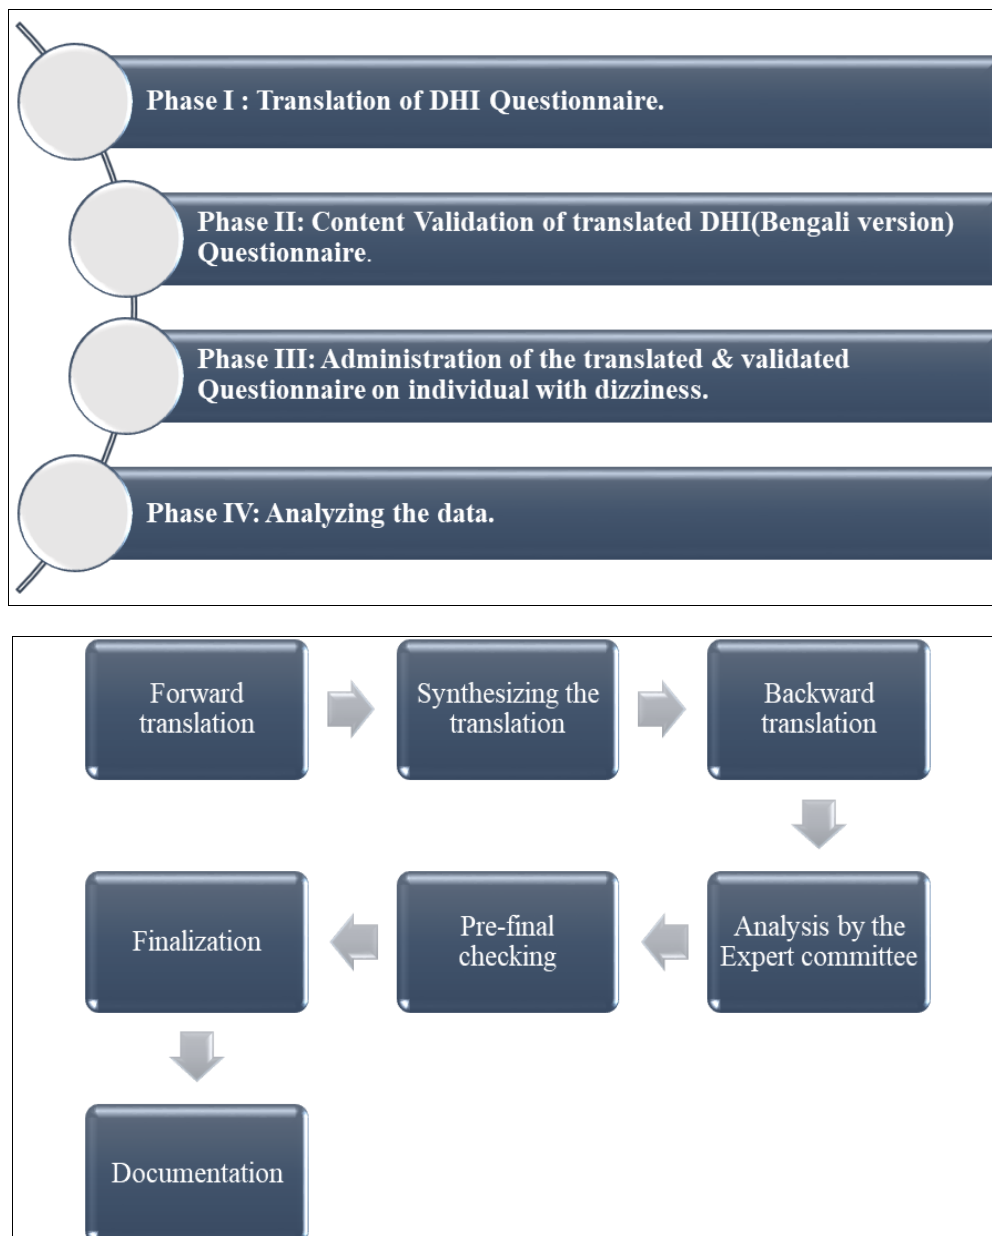 Phase I : Translation of DHI Questionnaire.
Phase II: Content Validation of translated DHI(Bengali version)
Questionnaire.
Phase III: Administration of the translated & validated
Questionnaire on individual with dizziness.
Phase IV: Analyzing the data.
Forward
translation
Synthesizing the
translation
Backward
translation
Analysis by the
Expert committee
Pre-final
checking
Finalization
Documentation